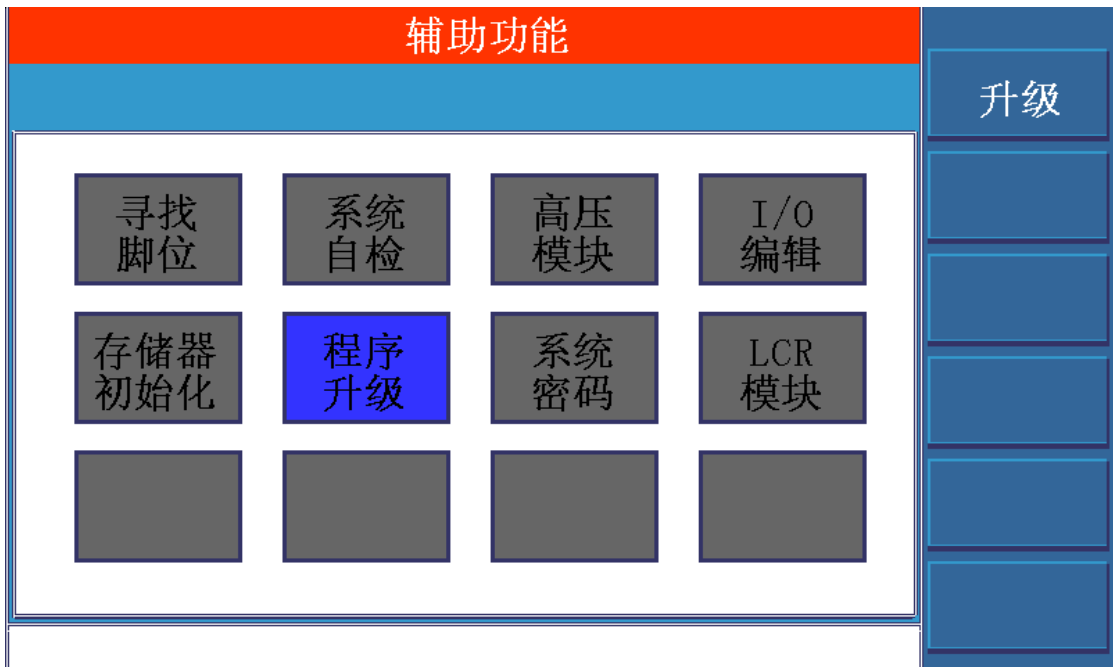 辅助功能
升级
寻找
脚位
系统
自检
高压
模块
I/O
编辑
存储器
初始化
程序
升级
系统
密码
LCR
模块